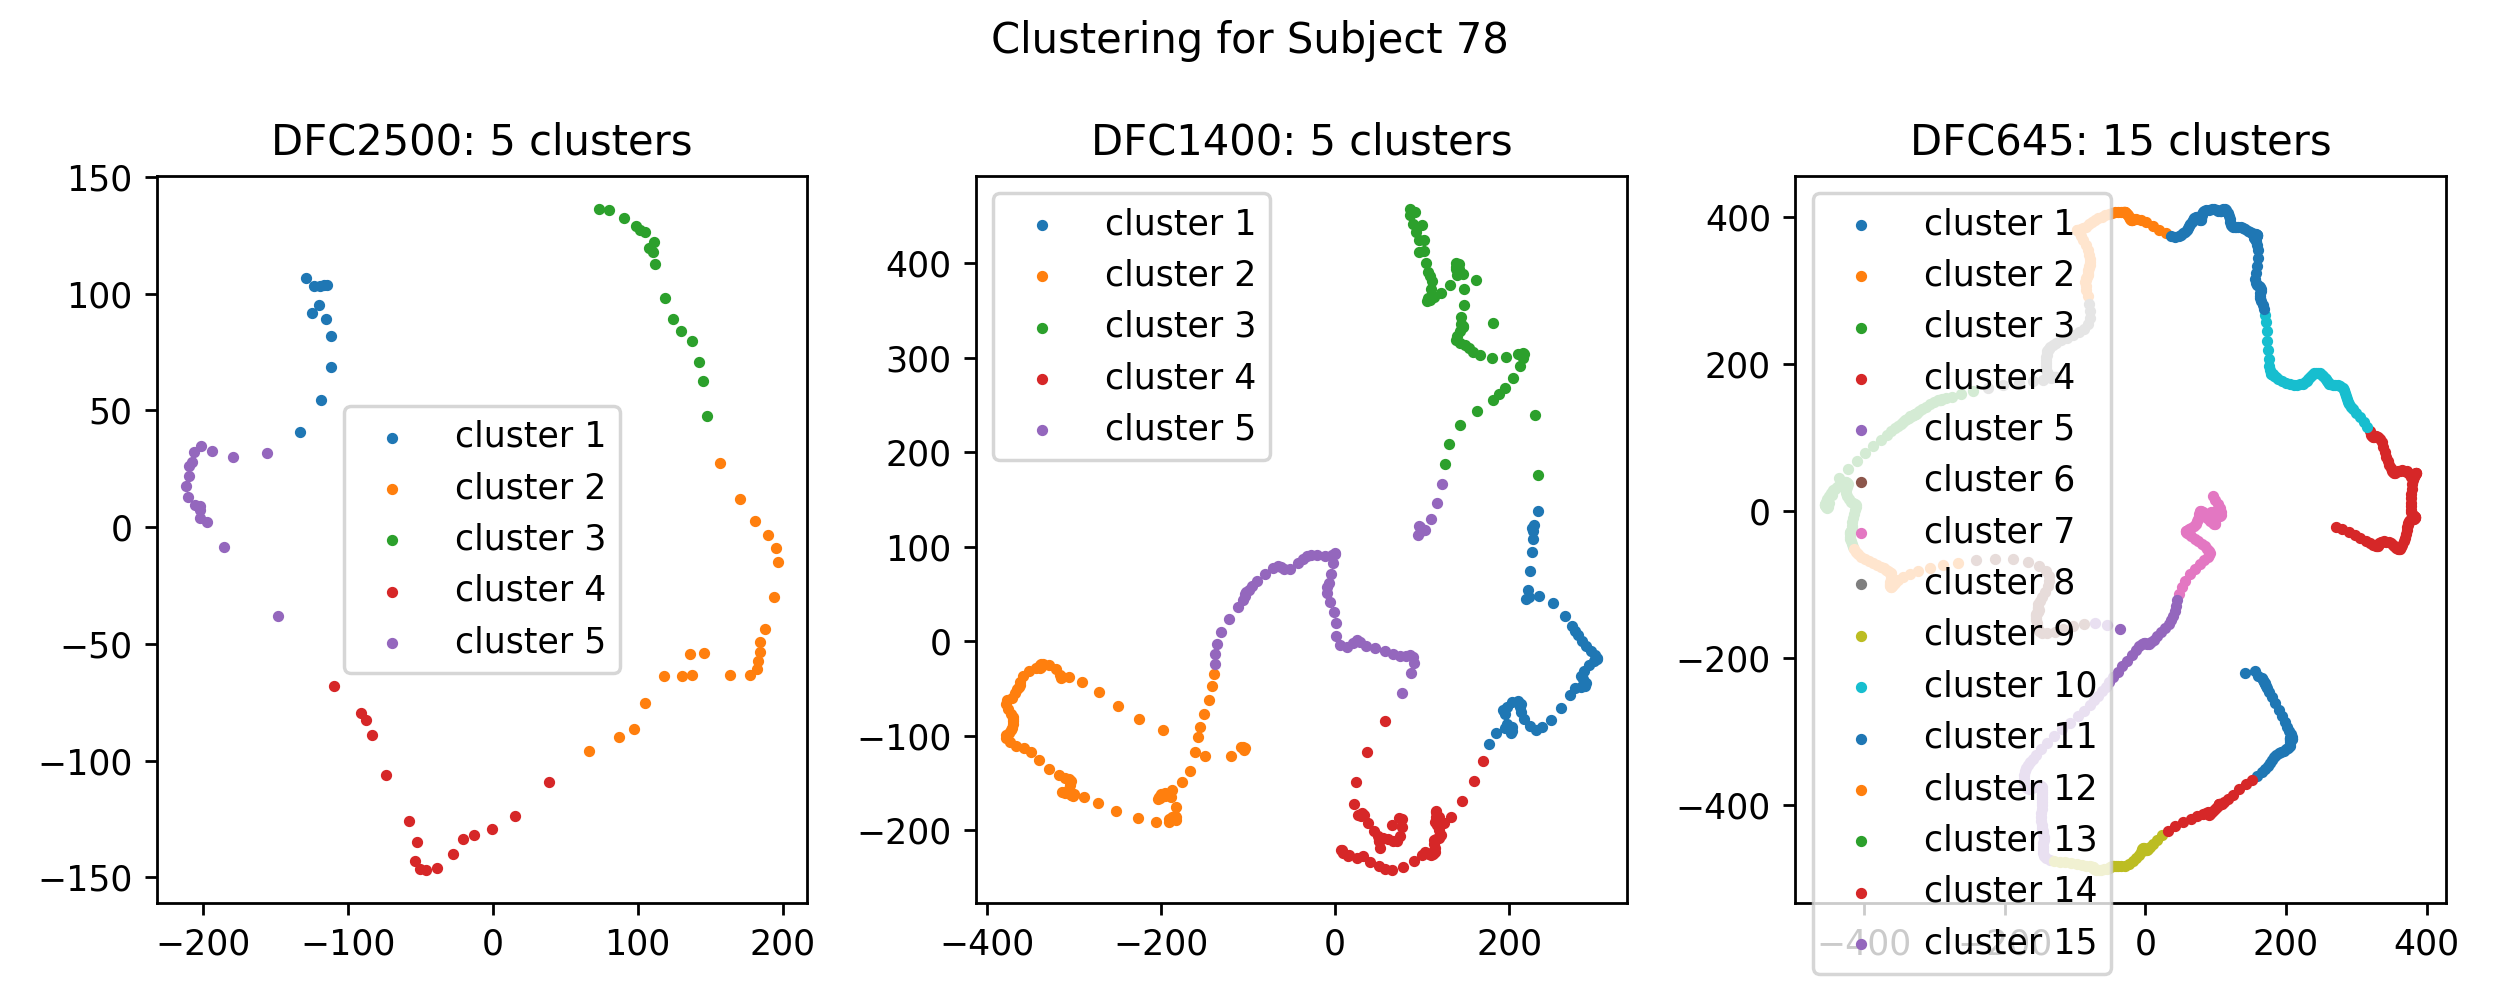 Clustering for Subject 78
DFC2500: 5 clusters
150
100
50
0
−50
−100
−150
−200
−100
0
100
200
cluster 1
cluster 2
cluster 3
cluster 4
cluster 5
DFC1400: 5 clusters
400
300
200
100
0
−100
−200
−400
−200
0
200
cluster 1
cluster 2
cluster 3
cluster 4
cluster 5
DFC645: 15 clusters
400
200
0
−200
−400
−400
−200
0
200
400
cluster 1
cluster 2
cluster 3
cluster 4
cluster 5
cluster 6
cluster 7
cluster 8
cluster 9
cluster 10
cluster 11
cluster 12
cluster 13
cluster 14
cluster 15